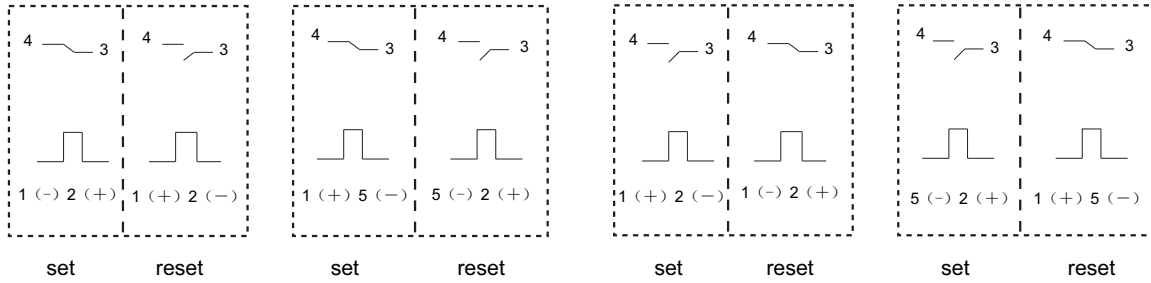 4 3 4 3 4 3 4 3 4 3 4 3 4 3 4 3
1 (-) 2 (+) 1 (+) 2 (-) 1 (+) 5 (-) 5 (-) 2 (+) 1 (+) 2 (-) 1 (-) 2 (+) 5 (-) 2 (+) 1 (+) 5 (-)
set reset set reset set reset set reset